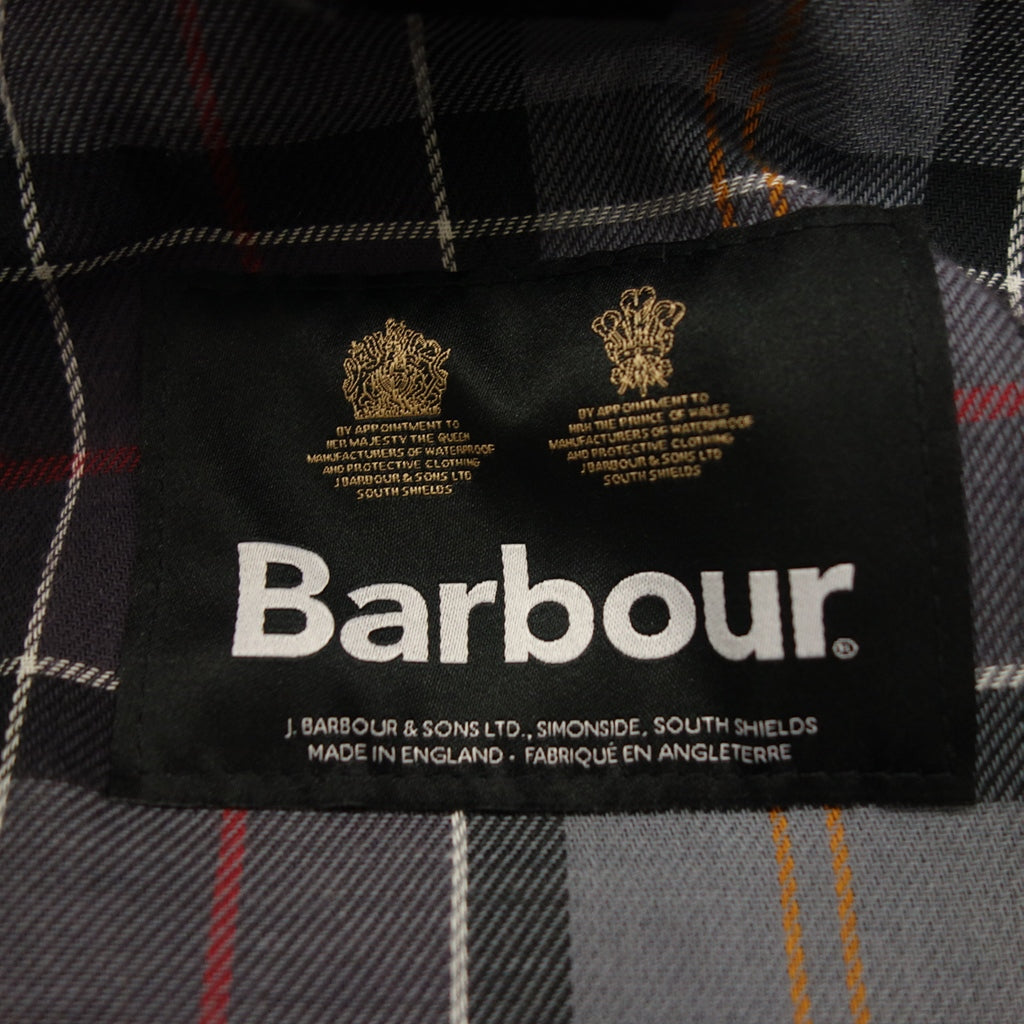 BY APPOINTMENT TO
HER MAJESTY THE QUEEN
MANUFACTURERS OF WATERPROOF
AND PROTECTIVE CLOTHING
J BARBOUR & SONS LTD
SOUTH SHIELDS
BY APPOINTMENT TO
HRH THE PRINCE OF WALES
MANUFACTURERS OF WATERPROOF
AND PROTECTIVE CLOTHING
J BARBOUR & SONS LTD
SOUTH SHIELDS
Barbour®
J. BARBOUR & SONS LTD., SIMONSIDE, SOUTH SHIELDS
MADE IN ENGLAND · FABRIQUÉ EN ANGLETERRE